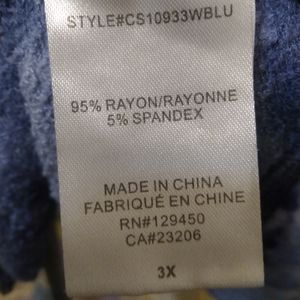 STYLE#CS10933WBLU
95% RAYON/RAYONNE
5% SPANDEX
MADE IN CHINA
FABRIQUÉ EN CHINE
RN#129450
CA#23206
3X